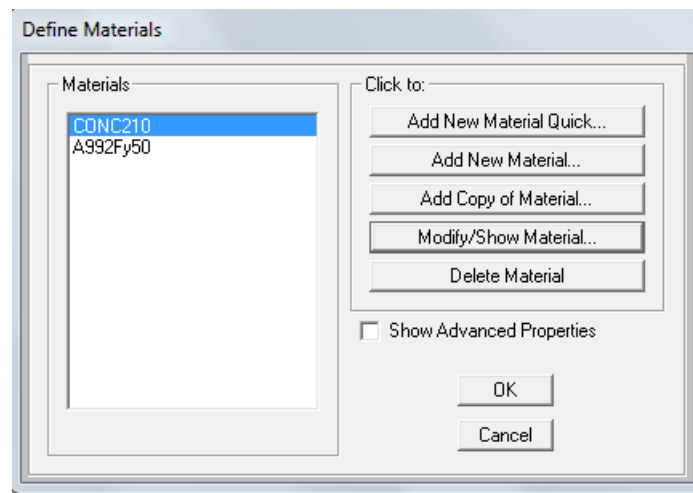 Define Materials
Materials
CONC210
A992Fy50
Click to:
Add New Material Quick...
Add New Material...
Add Copy of Material...
Modify/Show Material...
Delete Material
Show Advanced Properties
OK
Cancel